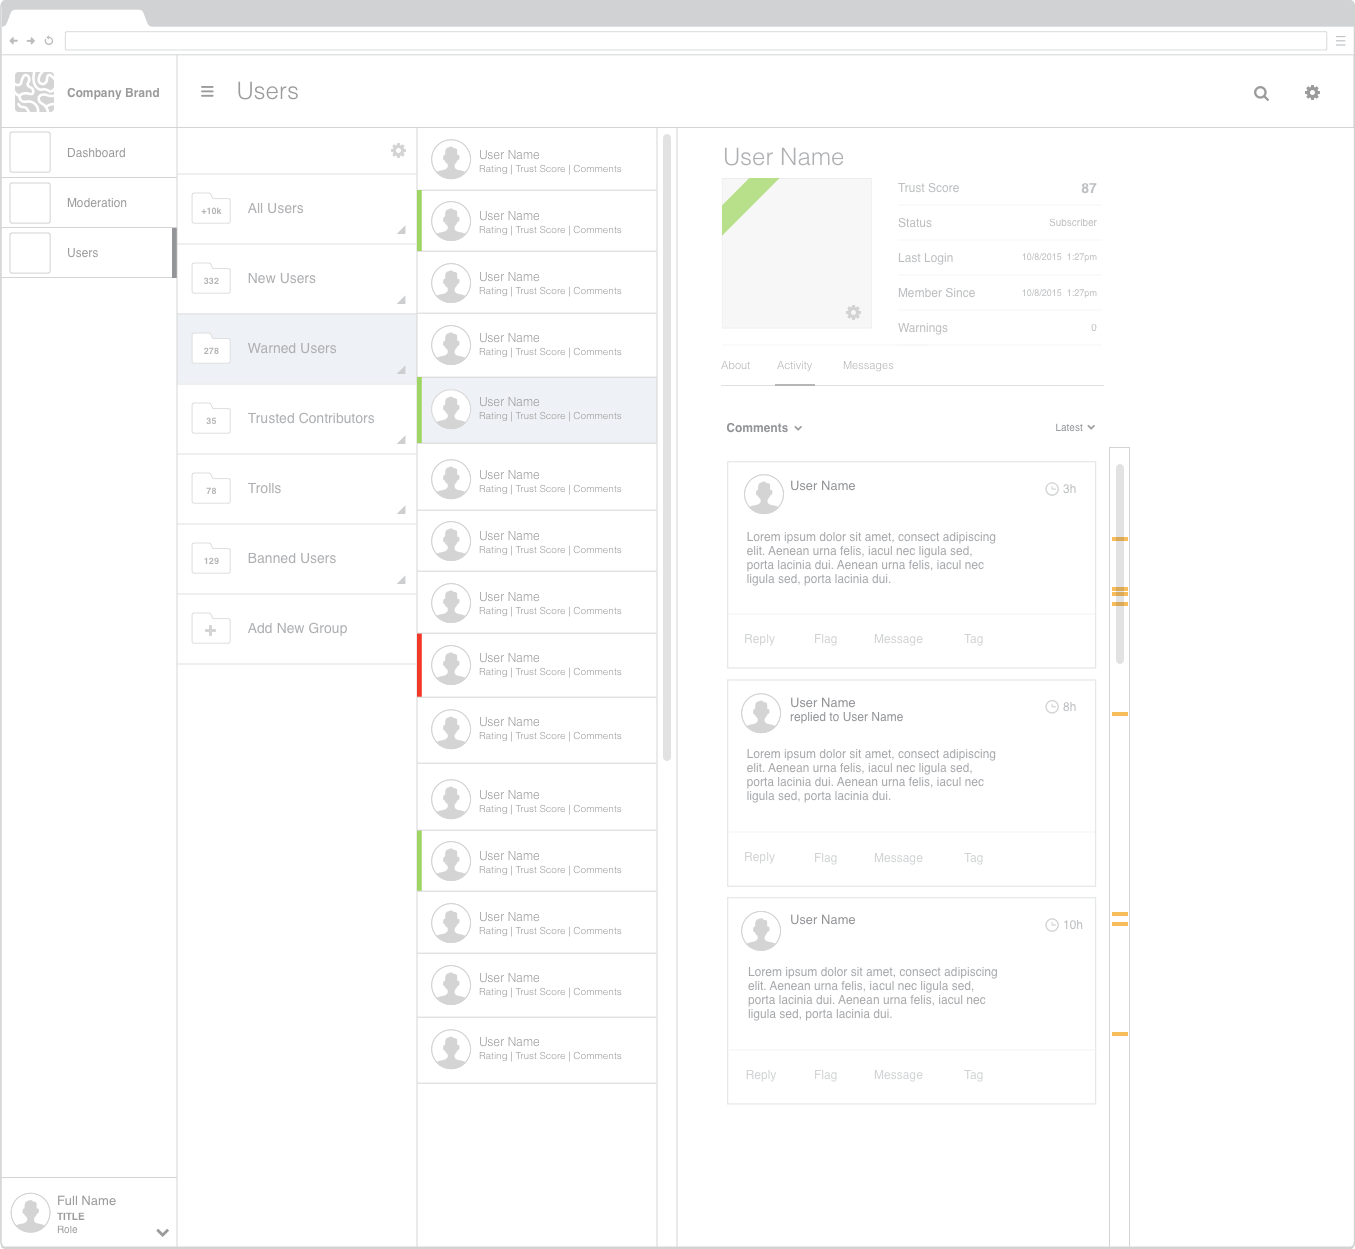 Company Brand
Users
Dashboard
Moderation
Users
+10k
All Users
332
New Users
278
Warned Users
35
Trusted Contributors
78
Trolls
129
Banned Users
Add New Group
User Name
Rating | Trust Score | Comments
User Name
Rating | Trust Score | Comments
User Name
Rating | Trust Score | Comments
User Name
Rating | Trust Score | Comments
User Name
Rating | Trust Score | Comments
User Name
Rating | Trust Score | Comments
User Name
Rating | Trust Score | Comments
User Name
Rating | Trust Score | Comments
User Name
Rating | Trust Score | Comments
User Name
Rating | Trust Score | Comments
User Name
Rating | Trust Score | Comments
User Name
Rating | Trust Score | Comments
User Name
Rating | Trust Score | Comments
User Name
Rating | Trust Score | Comments
User Name
Rating | Trust Score | Comments
User Name
Trust Score 87
Status Subscriber
Last Login 10/8/2015 1:27pm
Member Since 10/8/2015 1:27pm
Warnings 0
About Activity Messages
Comments Latest
User Name 3h
Lorem ipsum dolor sit amet, consect adipiscing
elit. Aenean urna felis, iacul nec ligula sed,
porta lacinia dui. Aenean urna felis, iacul nec
ligula sed, porta lacinia dui.
Reply Flag Message Tag
User Name 8h
replied to User Name
Lorem ipsum dolor sit amet, consect adipiscing
elit. Aenean urna felis, iacul nec ligula sed,
porta lacinia dui. Aenean urna felis, iacul nec
ligula sed, porta lacinia dui.
Reply Flag Message Tag
User Name 10h
Lorem ipsum dolor sit amet, consect adipiscing
elit. Aenean urna felis, iacul nec ligula sed,
porta lacinia dui. Aenean urna felis, iacul nec
ligula sed, porta lacinia dui.
Reply Flag Message Tag
Full Name
TITLE
Role